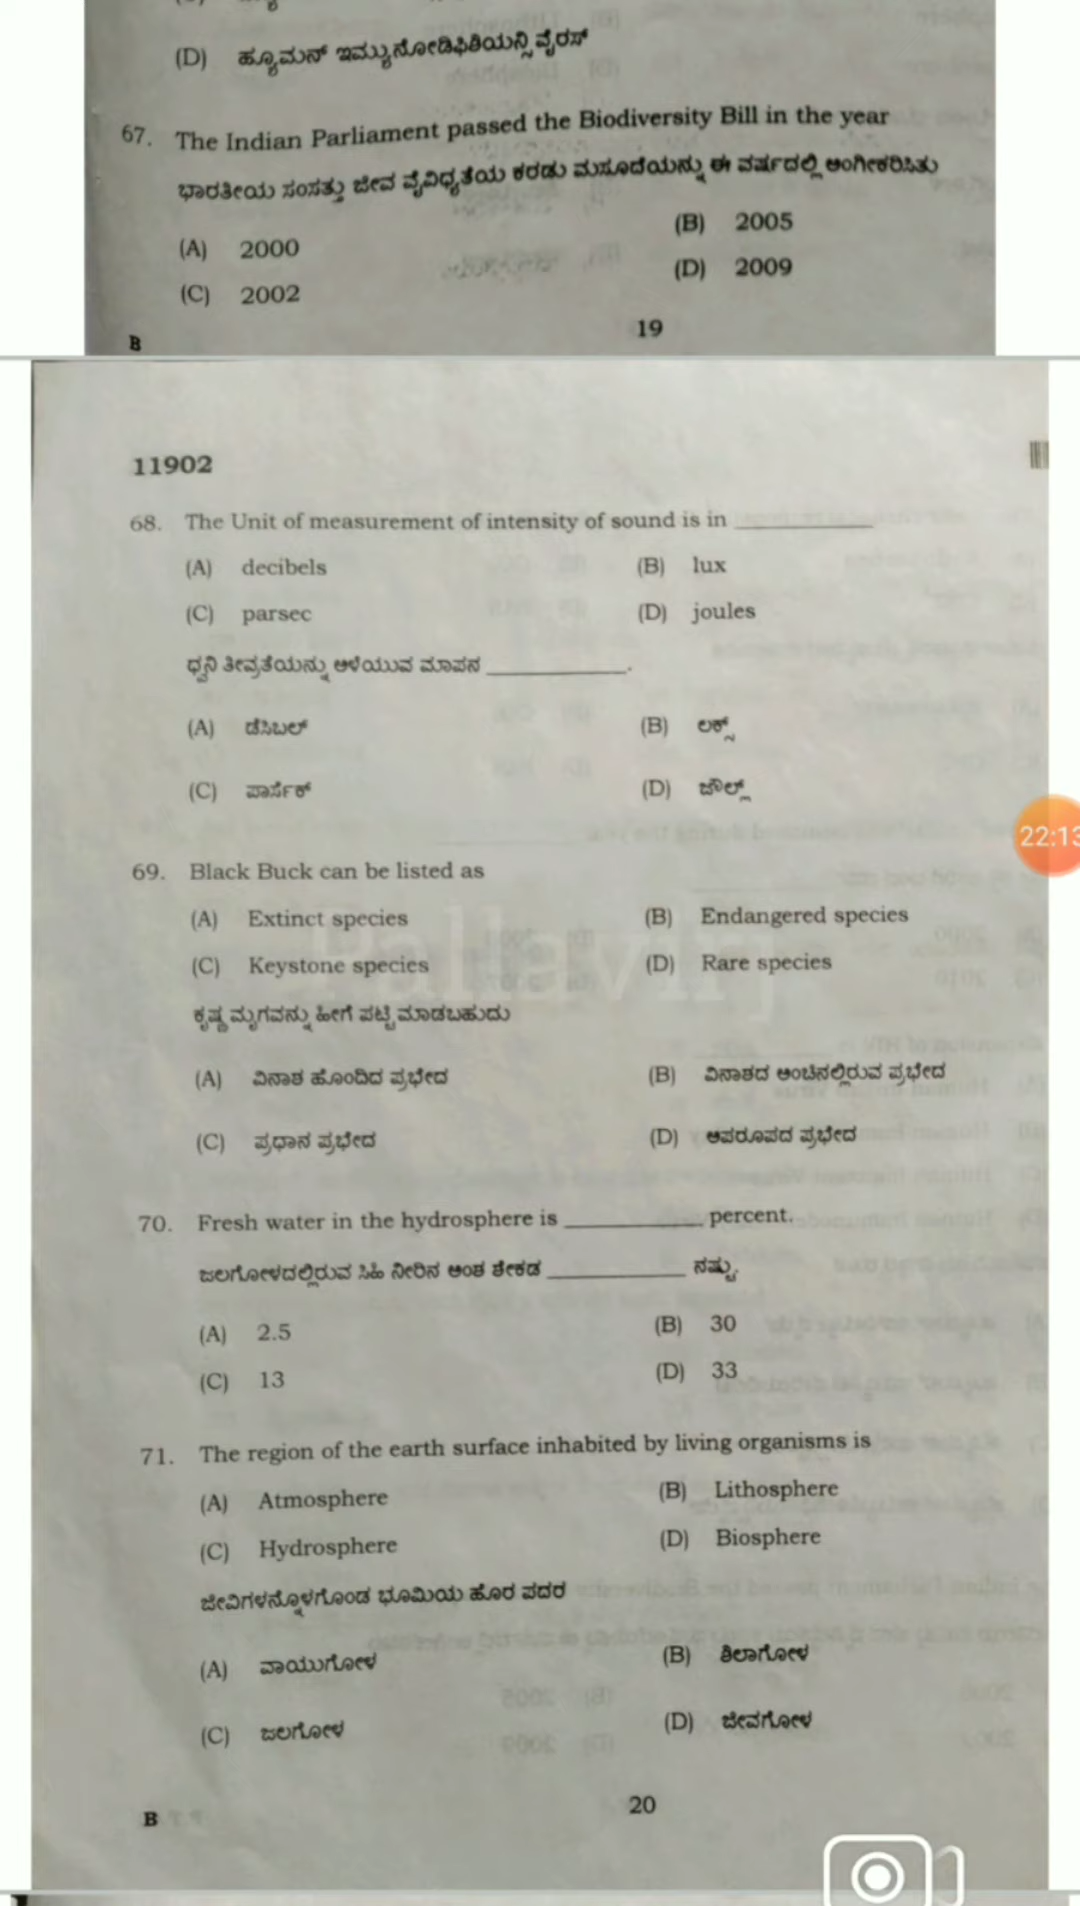 (D) ಹ್ಯೂಮನ್ ಇಮ್ಯುನೋಡಿಫಿಶಿಯನ್ಸಿ ವೈರಸ್
67. The Indian Parliament passed the Biodiversity Bill in the year
ಭಾರತೀಯ ಸಂಸತ್ತು ಜೀವ ವೈವಿಧ್ಯತೆಯ ಕರಡು ಮಸೂದೆಯನ್ನು ಈ ವರ್ಷದಲ್ಲಿ ಅಂಗೀಕರಿಸಿತು
(A) 2000 (B) 2005
(C) 2002 (D) 2009
B 19
11902
68. The Unit of measurement of intensity of sound is in ____________
(A) decibels (B) lux
(C) parsec (D) joules
ಧ್ವನಿ ತೀವ್ರತೆಯನ್ನು ಅಳೆಯುವ ಮಾಪನ ____________.
(A) ಡೆಸಿಬಲ್ (B) ಲಕ್ಸ್
(C) ಪಾರ್ಸೆಕ್ (D) ಜೌಲ್ಸ್
22:13
69. Black Buck can be listed as
(A) Extinct species (B) Endangered species
(C) Keystone species (D) Rare species
ಕೃಷ್ಣ ಮೃಗವನ್ನು ಹೀಗೆ ಪಟ್ಟಿ ಮಾಡಬಹುದು
(A) ವಿನಾಶ ಹೊಂದಿದ ಪ್ರಭೇದ (B) ವಿನಾಶದ ಅಂಚಿನಲ್ಲಿರುವ ಪ್ರಭೇದ
(C) ಪ್ರಧಾನ ಪ್ರಭೇದ (D) ಅಪರೂಪದ ಪ್ರಭೇದ
70. Fresh water in the hydrosphere is ____________ percent.
ಜಲಗೋಳದಲ್ಲಿರುವ ಸಿಹಿ ನೀರಿನ ಅಂಶ ಶೇಕಡ ____________ ನಷ್ಟು.
(A) 2.5 (B) 30
(C) 13 (D) 33
71. The region of the earth surface inhabited by living organisms is
(A) Atmosphere (B) Lithosphere
(C) Hydrosphere (D) Biosphere
ಜೀವಿಗಳನ್ನೊಳಗೊಂಡ ಭೂಮಿಯ ಹೊರ ಪದರ
(A) ವಾಯುಗೋಳ (B) ಶಿಲಾಗೋಳ
(C) ಜಲಗೋಳ (D) ಜೀವಗೋಳ
B 20